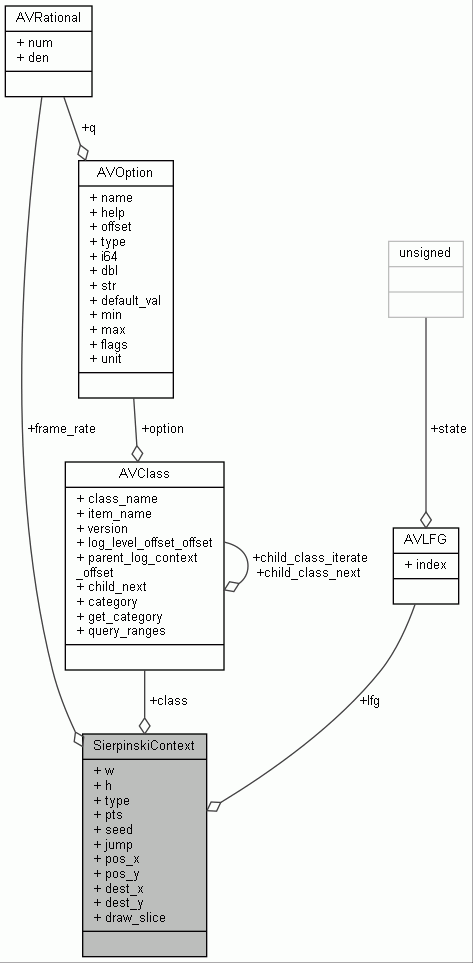 AVRational
+ num
+ den
+q
AVOption
+ name
+ help
+ offset
+ type
+ i64
+ dbl
+ str
+ default_val
+ min
+ max
+ flags
+ unit
unsigned
+frame_rate
+option
+state
AVClass
+ class_name
+ item_name
+ version
+ log_level_offset_offset
+ parent_log_context
_offset
+ child_next
+ category
+ get_category
+ query_ranges
+child_class_iterate
+child_class_next
AVLFG
+ index
+class
+lfg
SierpinskiContext
+ w
+ h
+ type
+ pts
+ seed
+ jump
+ pos_x
+ pos_y
+ dest_x
+ dest_y
+ draw_slice